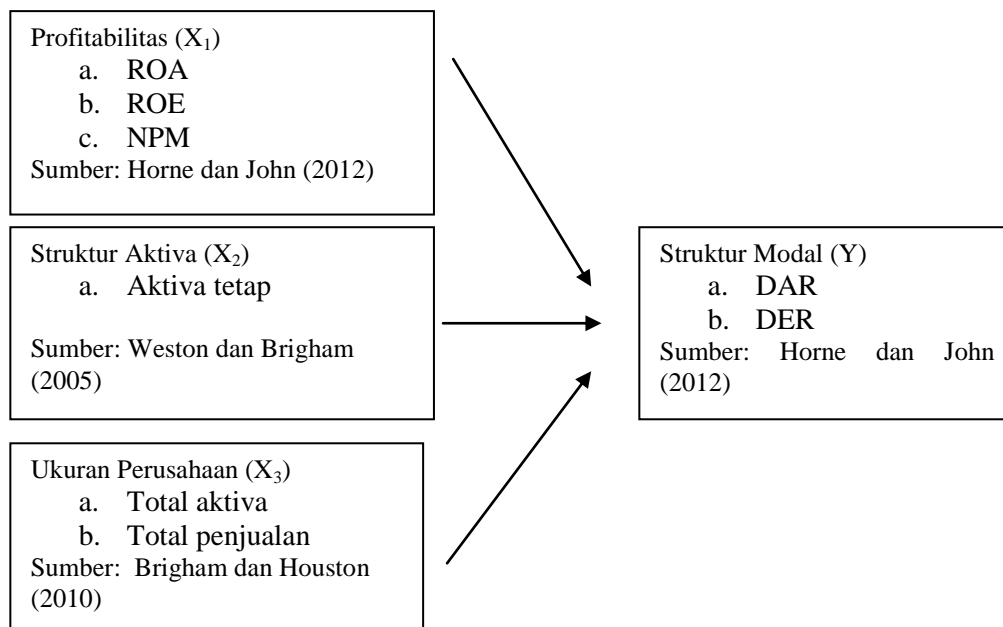 Profitabilitas (X₁)
a. ROA
b. ROE
c. NPM
Sumber: Horne dan John (2012)
Struktur Aktiva (X₂)
a. Aktiva tetap
Sumber: Weston dan Brigham
(2005)
Ukuran Perusahaan (X₃)
a. Total aktiva
b. Total penjualan
Sumber: Brigham dan Houston
(2010)
Struktur Modal (Y)
a. DAR
b. DER
Sumber: Horne dan John
(2012)